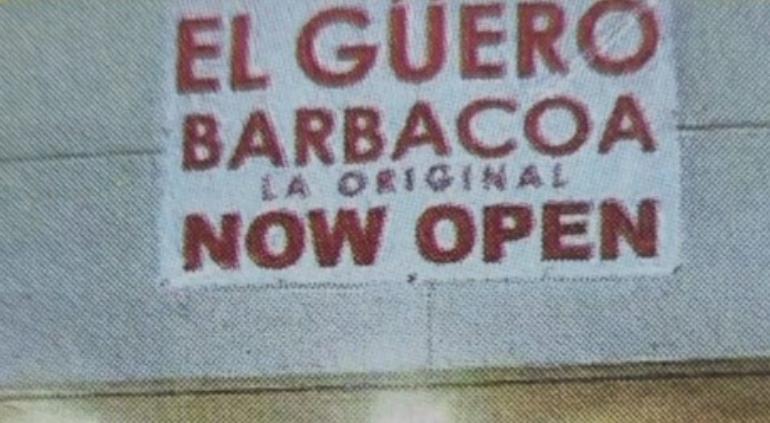 EL GÜERO
BARBACOA
LA ORIGINAL
NOW OPEN